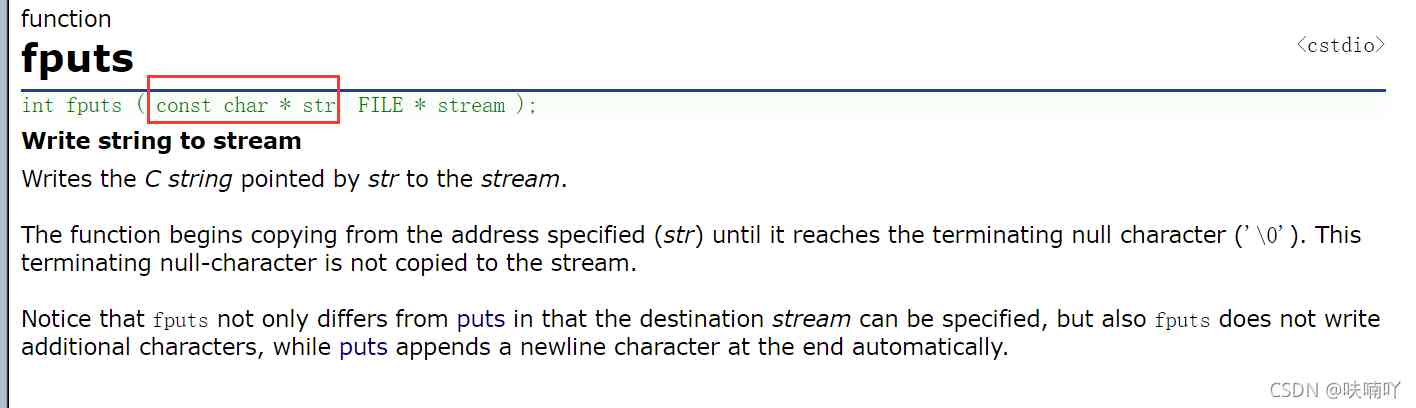 function
fputs
<cstdio>
int fputs ( const char * str, FILE * stream );
Write string to stream
Writes the C string pointed by str to the stream.
The function begins copying from the address specified (str) until it reaches the terminating null character ('\0'). This
terminating null-character is not copied to the stream.
Notice that fputs not only differs from puts in that the destination stream can be specified, but also fputs does not write
additional characters, while puts appends a newline character at the end automatically.
CSDN @呋喃吖